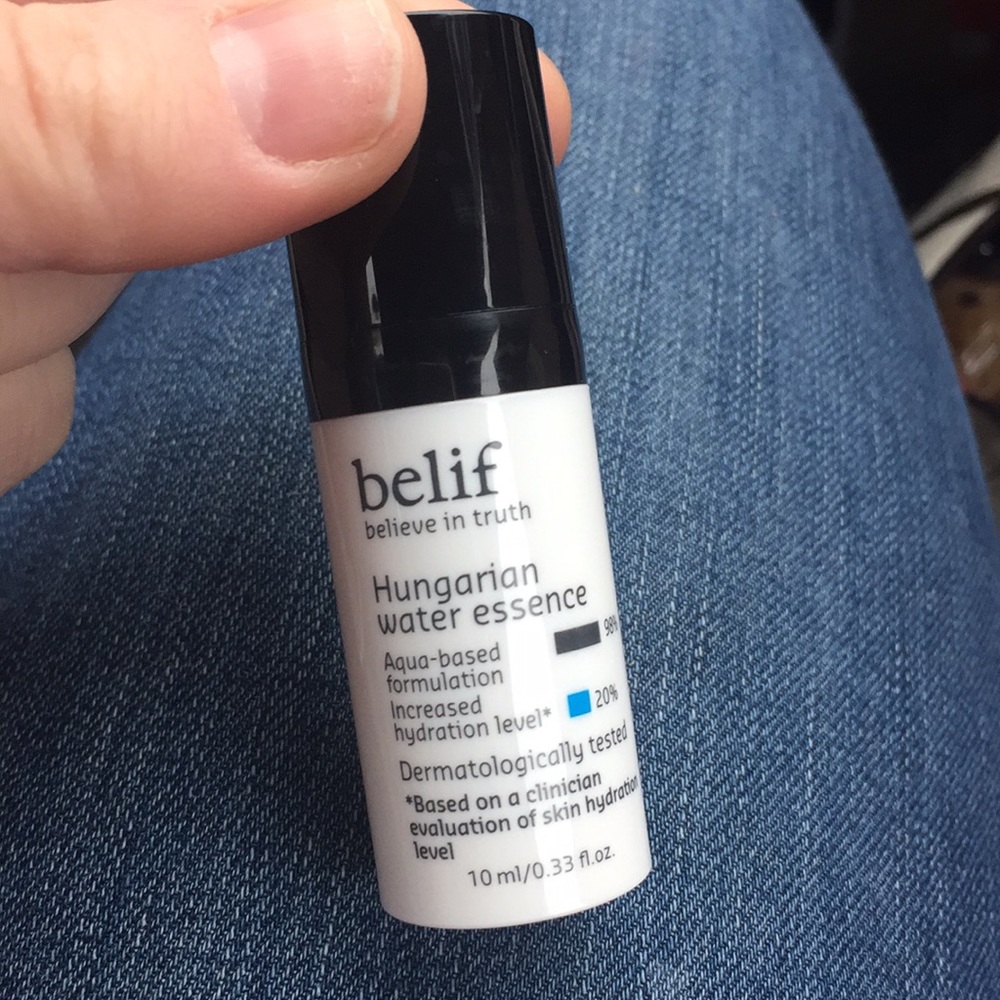 belif
believe in truth
Hungarian
water essence
Aqua-based
formulation
98%
Increased
hydration level*
20%
Dermatologically tested
*Based on a clinician
evaluation of skin hydration
level
10 ml/0.33 fl.oz.